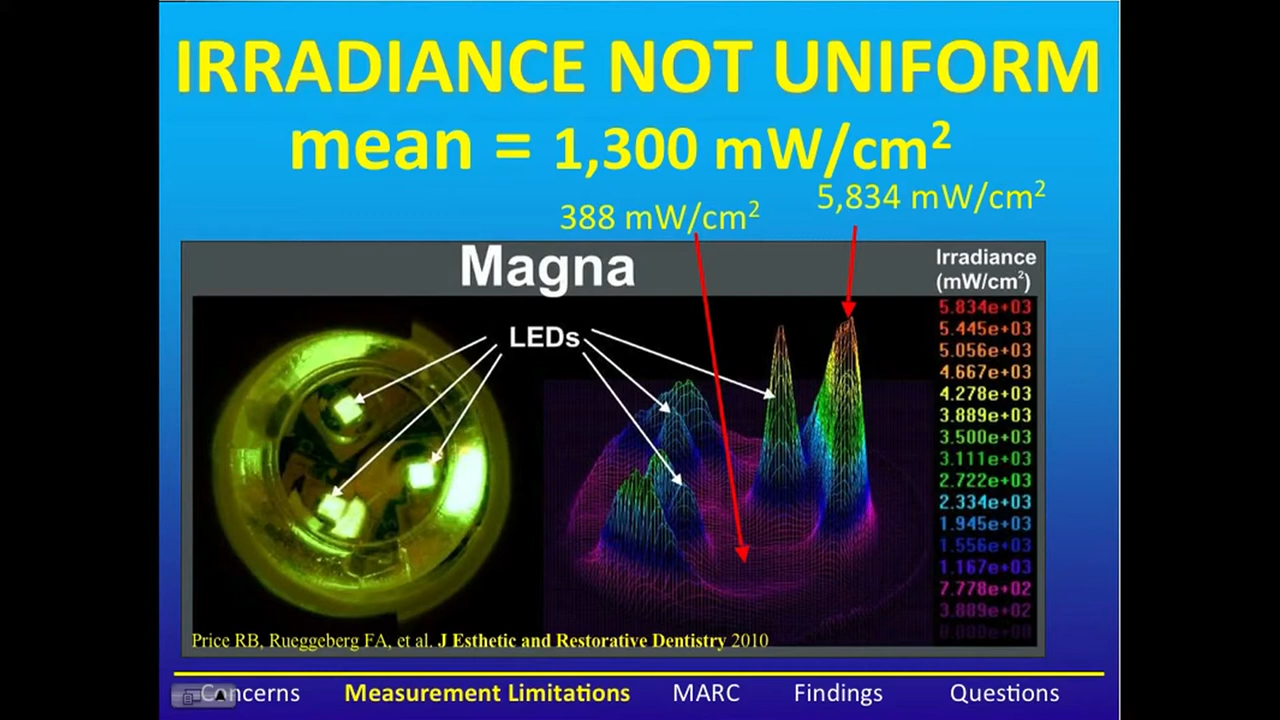 IRRADIANCE NOT UNIFORM
mean = 1,300 mW/cm²
388 mW/cm²
5,834 mW/cm²
Magna
LEDs
Irradiance
(mW/cm²)
5.834e+03
5.445e+03
5.056e+03
4.667e+03
4.278e+03
3.889e+03
3.500e+03
3.111e+03
2.722e+03
2.334e+03
1.945e+03
1.556e+03
1.167e+03
7.778e+02
3.889e+02
0.000e+00
Price RB, Rueggeberg FA, et al. J Esthetic and Restorative Dentistry 2010
Concerns Measurement Limitations MARC Findings Questions